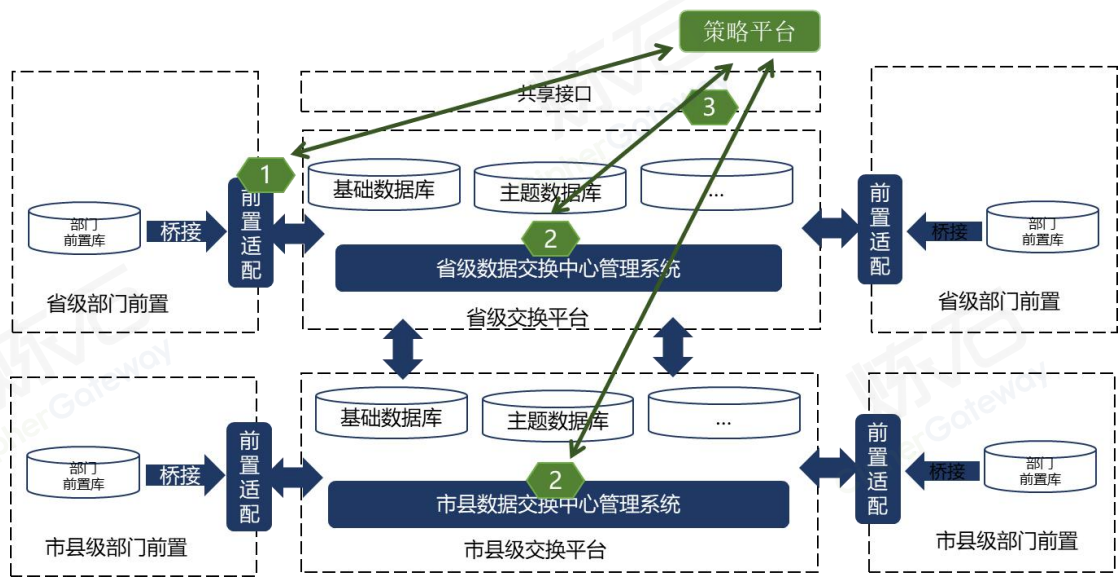 策略平台
共享接口
3
1
基础数据库
主题数据库
...
前置适配
前置适配
部门
前置库
桥接
2
省级数据交换中心管理系统
桥接
部门
前置库
省级部门前置
省级交换平台
省级部门前置
基础数据库
主题数据库
...
前置适配
前置适配
部门
前置库
桥接
2
市县数据交换中心管理系统
桥接
部门
前置库
市县级部门前置
市县级交换平台
市县级部门前置
炼石
CipherGateway